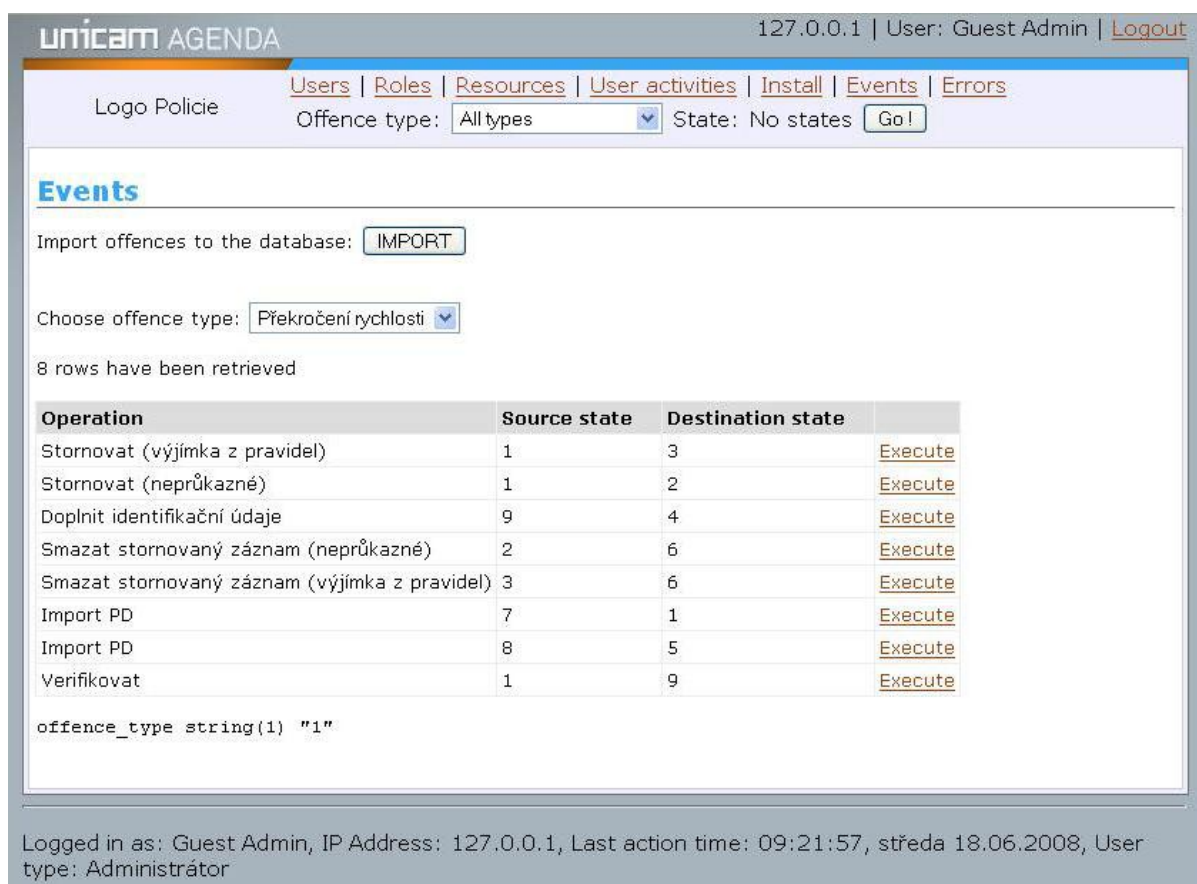 unicam AGENDA
127.0.0.1 | User: Guest Admin | Logout
Logo Policie
Users | Roles | Resources | User activities | Install | Events | Errors
Offence type: All types State: No states Go!
Events
Import offences to the database: IMPORT
Choose offence type: Překročení rychlosti
8 rows have been retrieved
Operation Source state Destination state
Stornovat (výjímka z pravidel) 1 3 Execute
Stornovat (neprůkazné) 1 2 Execute
Doplnit identifikační údaje 9 4 Execute
Smazat stornovaný záznam (neprůkazné) 2 6 Execute
Smazat stornovaný záznam (výjímka z pravidel) 3 6 Execute
Import PD 7 1 Execute
Import PD 8 5 Execute
Verifikovat 1 9 Execute
offence_type string(1) "1"
Logged in as: Guest Admin, IP Address: 127.0.0.1, Last action time: 09:21:57, středa 18.06.2008, User
type: Administrátor